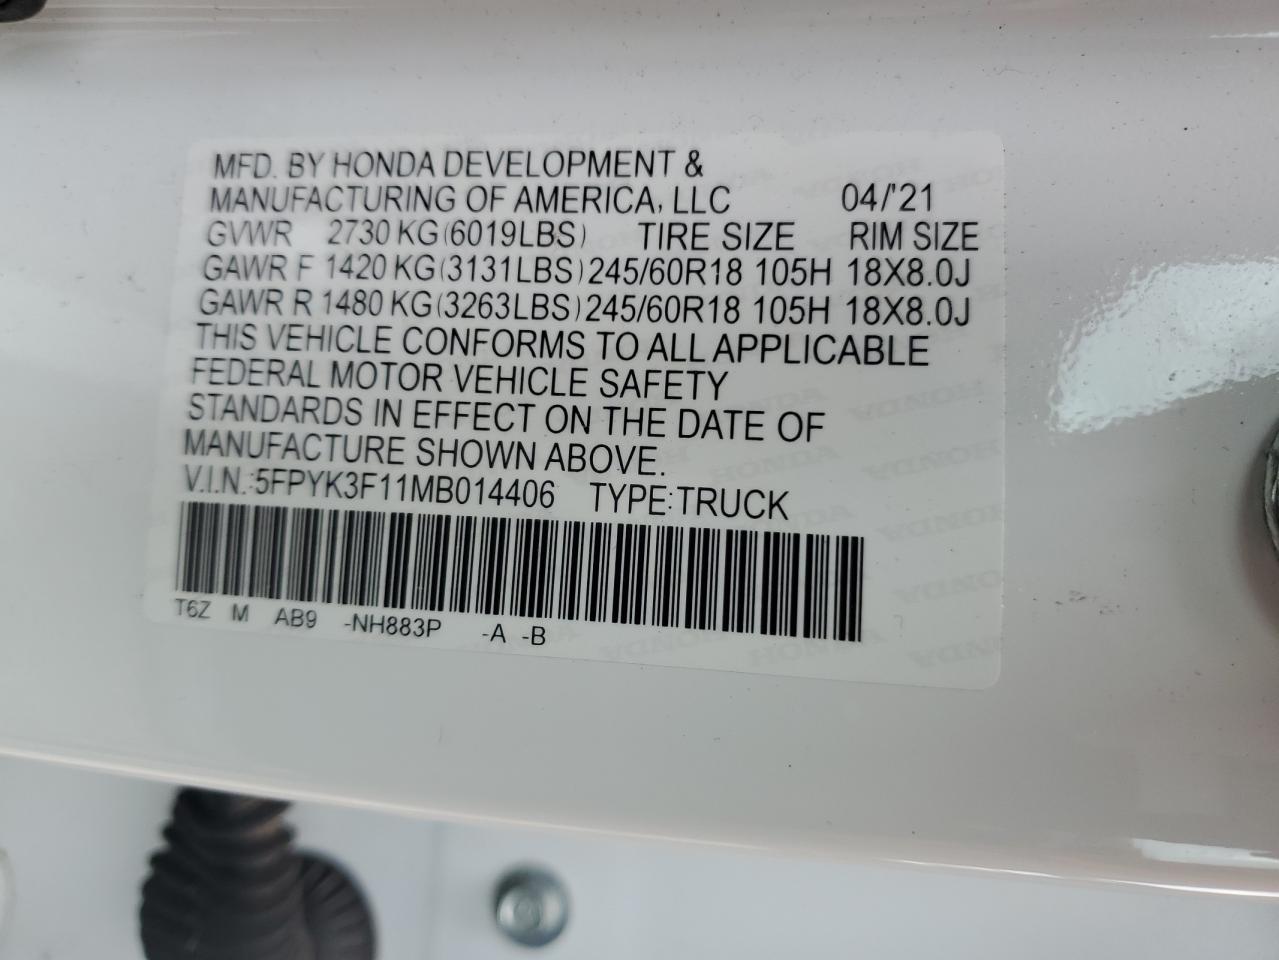 MFD. BY HONDA DEVELOPMENT &
MANUFACTURING OF AMERICA, LLC 04/'21
GVWR 2730 KG (6019LBS) TIRE SIZE RIM SIZE
GAWR F 1420 KG (3131LBS) 245/60R18 105H 18X8.0J
GAWR R 1480 KG (3263LBS) 245/60R18 105H 18X8.0J
THIS VEHICLE CONFORMS TO ALL APPLICABLE
FEDERAL MOTOR VEHICLE SAFETY
STANDARDS IN EFFECT ON THE DATE OF
MANUFACTURE SHOWN ABOVE.
V.I.N.:5FPYK3F11MB014406 TYPE:TRUCK
T6Z M AB9 -NH883P -A -B